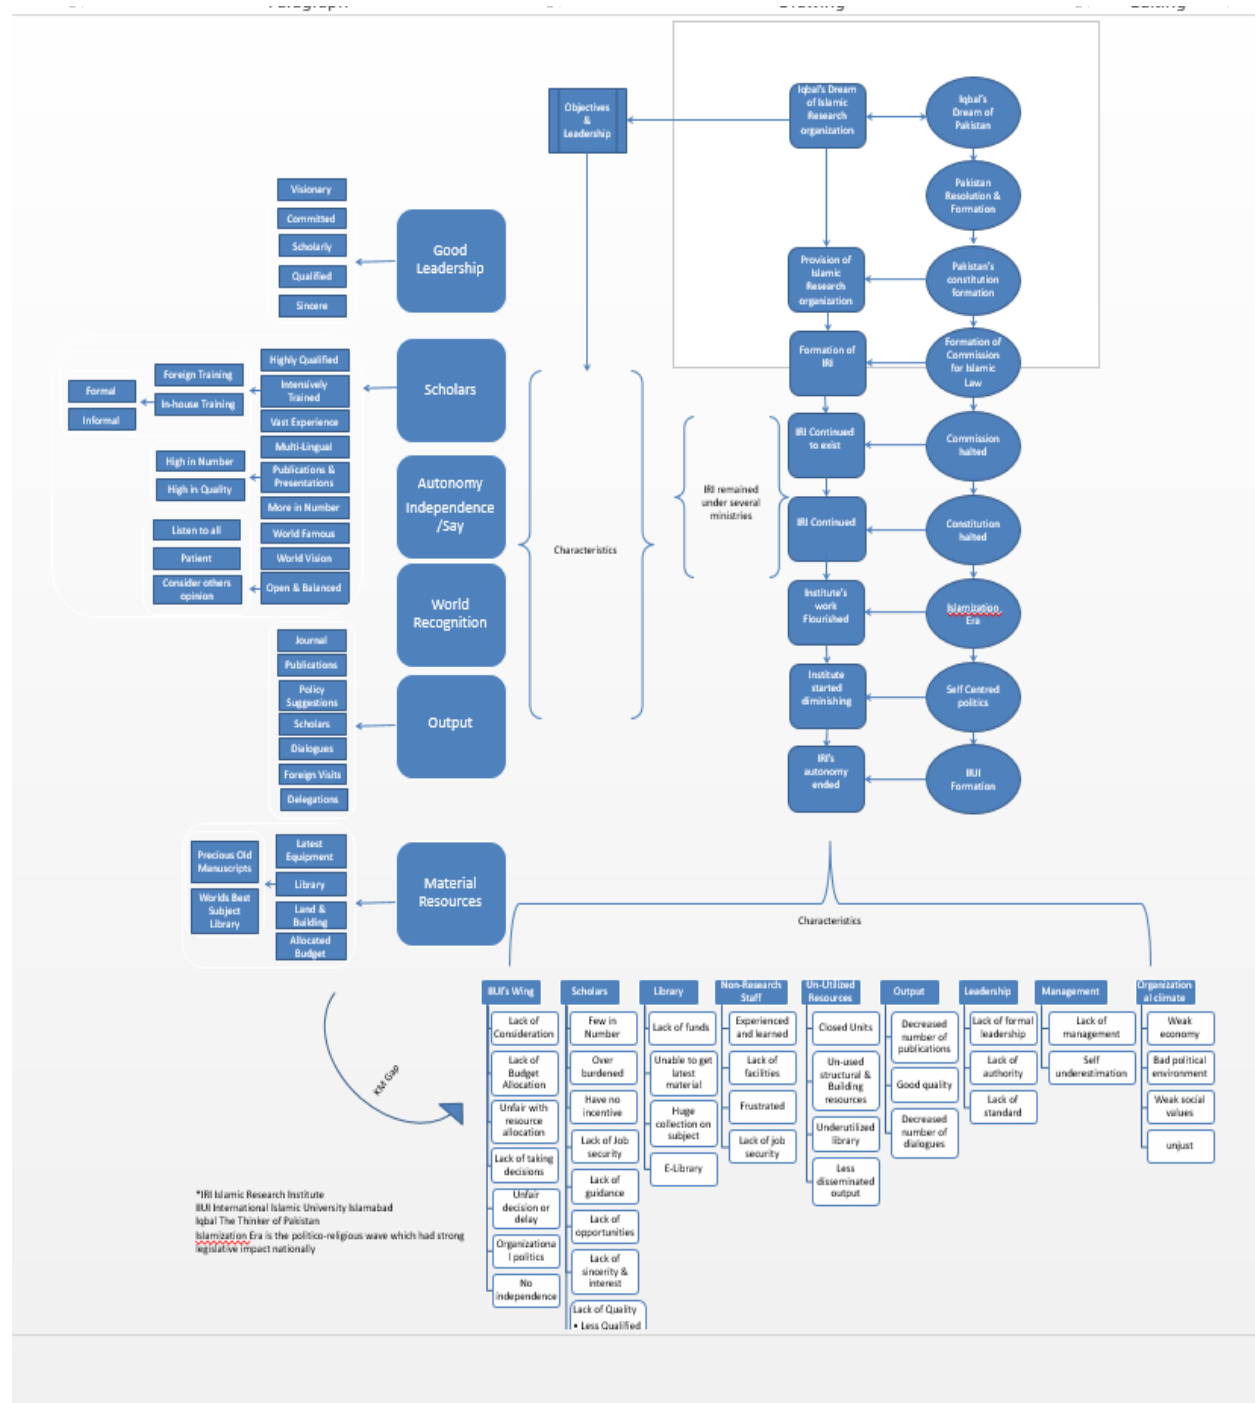 Objectives
&
Leadership
Iqbal's Dream
of Islamic
Research
organization
Iqbal's
Dream of
Pakistan
Pakistan
Resolution &
Formation
Provision of
Islamic
Research
organization
Pakistan's
constitution
formation
Formation of
IRI
Formation of
Commission
for Islamic
Law
IRI Continued
to exist
Commission
halted
IRI Continued
Constitution
halted
Institute's
work
Flourished
Islamization
Era
Institute
started
diminishing
Self Centred
politics
IRI's
autonomy
ended
IIUI
Formation
IRI remained
under several
ministries
Characteristics
Good
Leadership
Visionary
Committed
Scholarly
Qualified
Sincere
Scholars
Highly Qualified
Intensively
Trained
Vast Experience
Multi-Lingual
Publications &
Presentations
More in Number
World Famous
World Vision
Open & Balanced
Foreign Training
In-house Training
Formal
Informal
High in Number
High in Quality
Listen to all
Patient
Consider others
opinion
Autonomy
Independence
/Say
World
Recognition
Output
Journal
Publications
Policy
Suggestions
Scholars
Dialogues
Foreign Visits
Delegations
Material
Resources
Latest
Equipment
Library
Land &
Building
Allocated
Budget
Precious Old
Manuscripts
Worlds Best
Subject
Library
KM Gap
Characteristics
IIUI's Wing
Lack of
Consideration
Lack of
Budget
Allocation
Unfair with
resource
allocation
Lack of taking
decisions
Unfair
decision or
delay
Organizationa
l politics
No
independence
Scholars
Few in
Number
Over
burdened
Have no
incentive
Lack of Job
security
Lack of
guidance
Lack of
opportunities
Lack of
sincerity &
interest
Lack of Quality
• Less Qualified
Library
Lack of funds
Unable to get
latest
material
Huge
collection on
subject
E-Library
Non-Research
Staff
Experienced
and learned
Lack of
facilities
Frustrated
Lack of job
security
Un-Utilized
Resources
Closed Units
Un-used
structural &
Building
resources
Underutilized
library
Less
disseminated
output
Output
Decreased
number of
publications
Good quality
Decreased
number of
dialogues
Leadership
Lack of formal
leadership
Lack of
authority
Lack of
standard
Management
Lack of
management
Self
underestimation
Organization
al climate
Weak
economy
Bad political
environment
Weak social
values
unjust
*IRI Islamic Research Institute
IIUI International Islamic University Islamabad
Iqbal The Thinker of Pakistan
Islamization Era is the politico-religious wave which had strong
legislative impact nationally